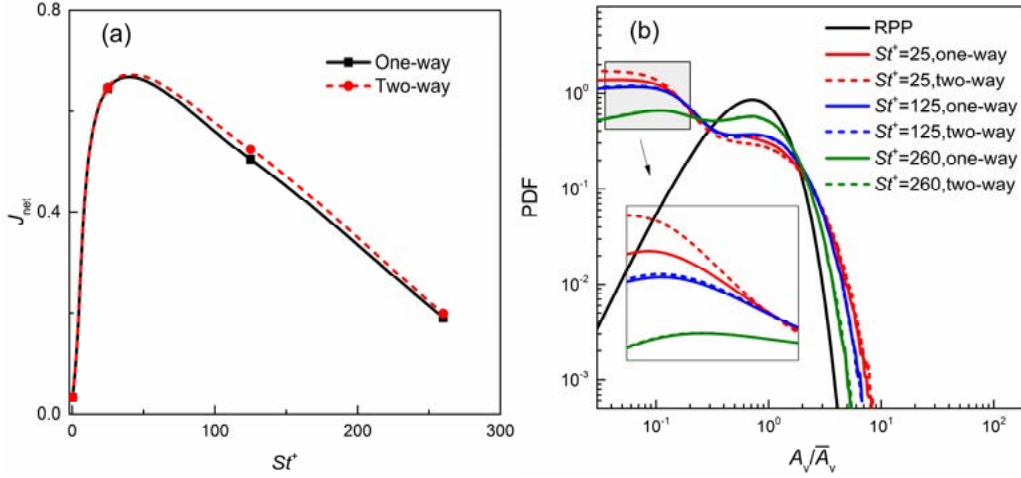 (a)
One-way
Two-way
0.8
0.4
0.0
J_net
0
100
200
300
St⁺
(b)
RPP
St⁺=25,one-way
St⁺=25,two-way
St⁺=125,one-way
St⁺=125,two-way
St⁺=260,one-way
St⁺=260,two-way
10¹
10⁰
10⁻¹
10⁻²
10⁻³
PDF
10⁻¹
10⁰
10¹
10²
A_v/A̅_v